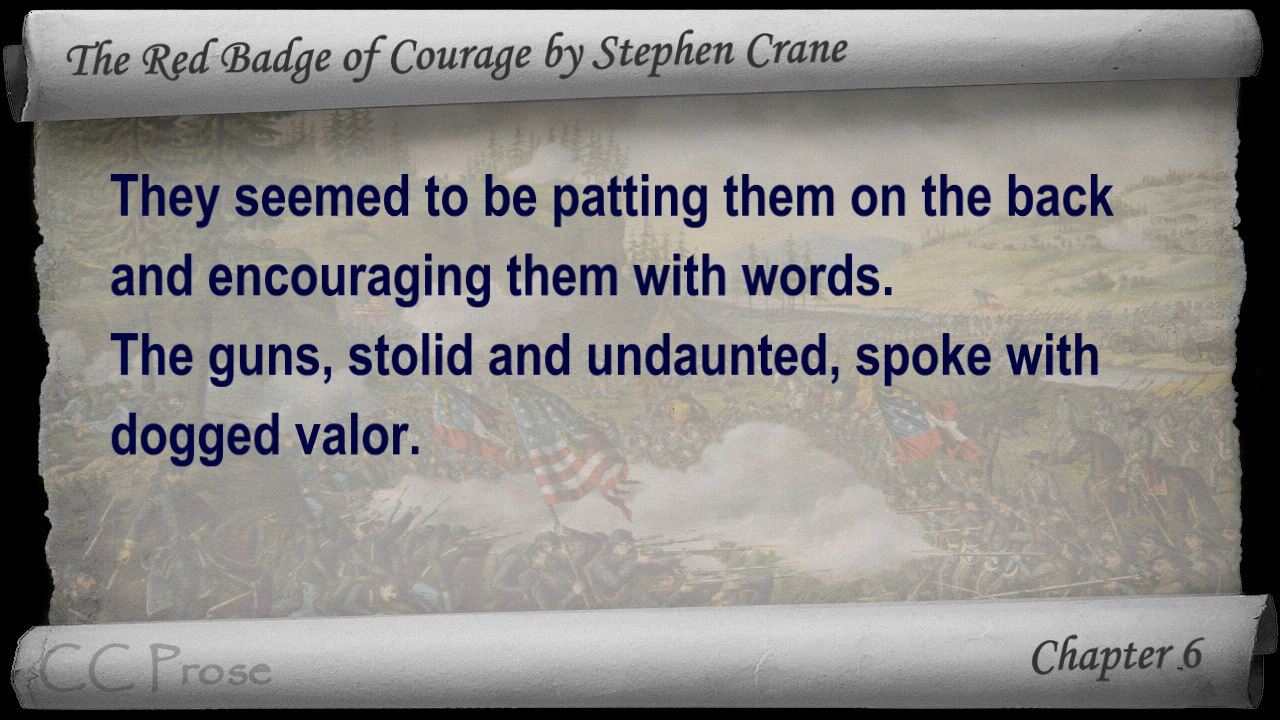 The Red Badge of Courage by Stephen Crane
They seemed to be patting them on the back
and encouraging them with words.
The guns, stolid and undaunted, spoke with
dogged valor.
CC Prose
Chapter 6